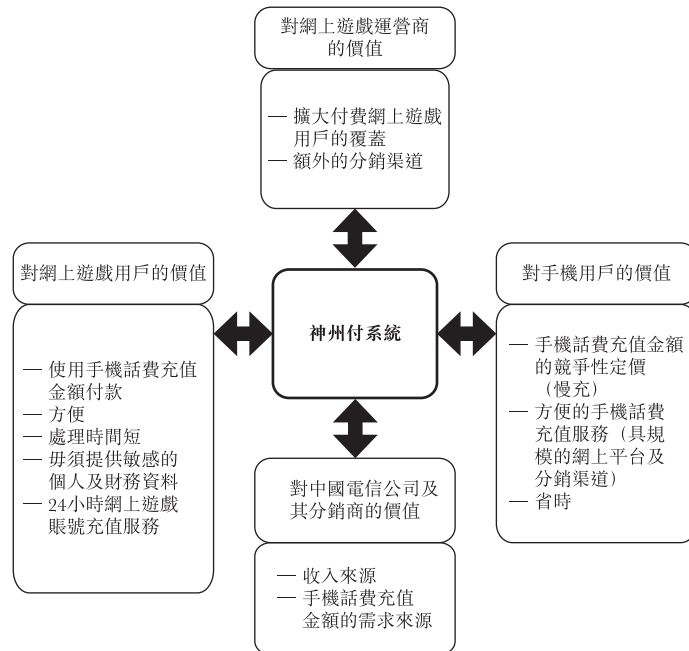 對網上遊戲運營商
的價值
— 擴大付費網上遊戲
用戶的覆蓋
— 額外的分銷渠道
對網上遊戲用戶的價值
— 使用手機話費充值
金額付款
— 方便
— 處理時間短
— 毋須提供敏感的
個人及財務資料
— 24小時網上遊戲
賬號充值服務
神州付系統
對手機用戶的價值
— 手機話費充值金額
的競爭性定價
（慢充）
— 方便的手機話費
充值服務（具規
模的網上平台及
分銷渠道）
— 省時
對中國電信公司及
其分銷商的價值
— 收入來源
— 手機話費充值
金額的需求來源